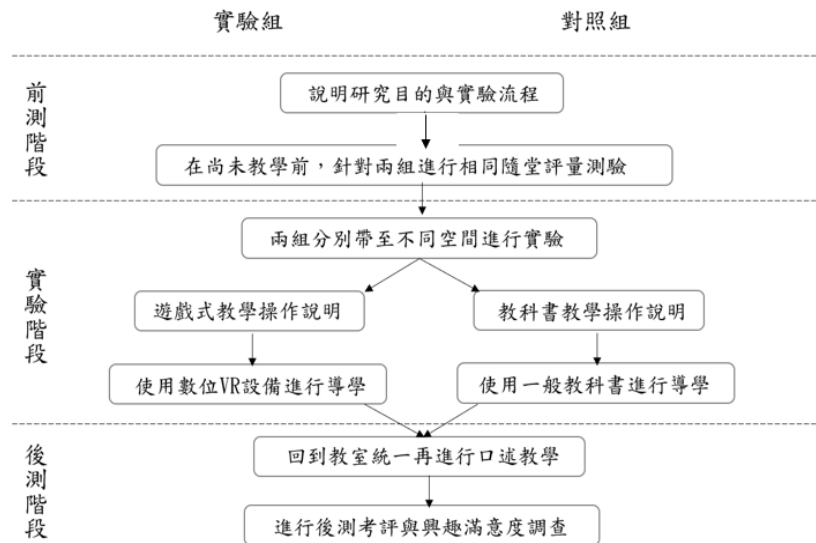 實驗組
對照組
前測階段
說明研究目的與實驗流程
在尚未教學前，針對兩組進行相同隨堂評量測驗
實驗階段
兩組分別帶至不同空間進行實驗
遊戲式教學操作說明
教科書教學操作說明
使用數位VR設備進行導學
使用一般教科書進行導學
後測階段
回到教室統一再進行口述教學
進行後測考評與興趣滿意度調查